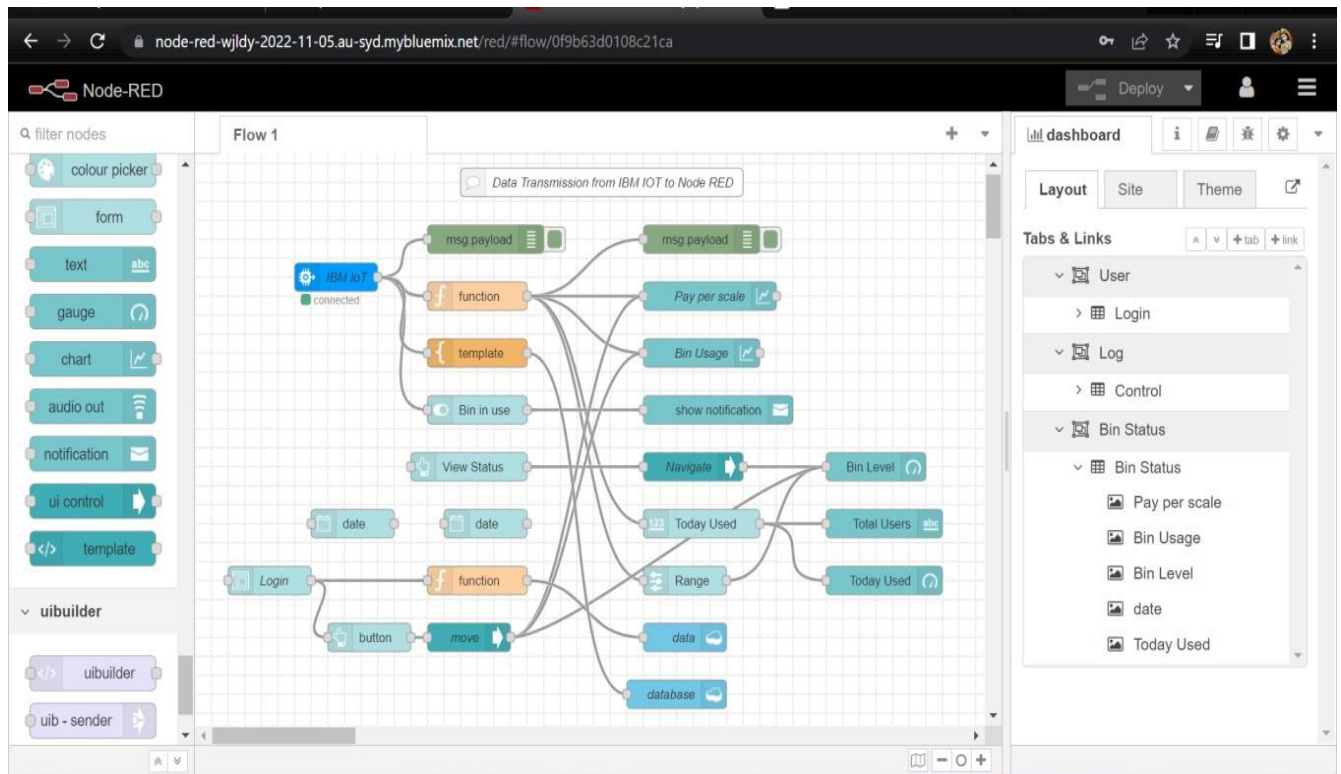 node-red-wjldy-2022-11-05.au-syd.mybluemix.net/red/#flow/0f9b63d0108c21ca
Node-RED
Deploy
filter nodes
colour picker
form
text
abc
gauge
chart
audio out
notification
ui control
</> template
uibuilder
</> uibuilder
uib - sender
Flow 1
Data Transmission from IBM IOT to Node RED
msg.payload
msg.payload
IBM IoT
connected
f function
Pay per scale
{ template
Bin Usage
Bin in use
show notification
View Status
Navigate
Bin Level
date
date
123 Today Used
Total Users abc
Login
f function
Range
Today Used
button
move
data
database
dashboard
i
Layout
Site
Theme
Tabs & Links
+ tab
+ link
User
Login
Log
Control
Bin Status
Bin Status
Pay per scale
Bin Usage
Bin Level
date
Today Used